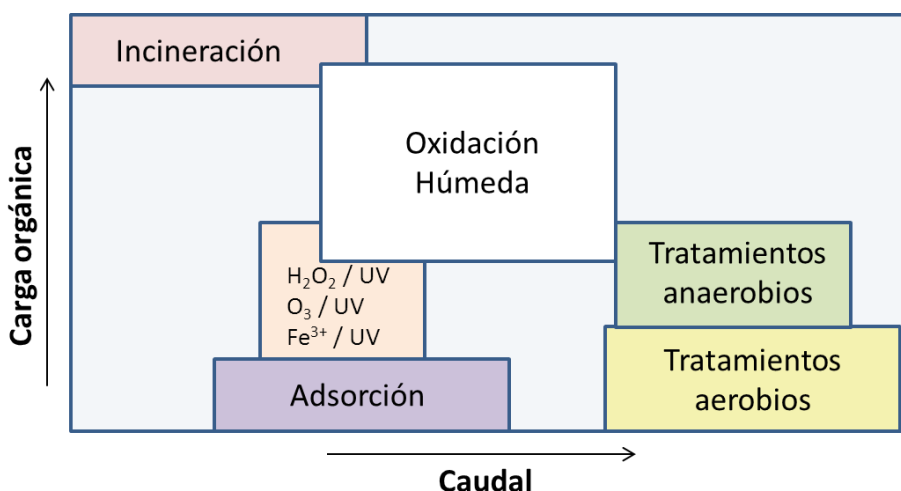 Incineración
Oxidación
Húmeda
Carga orgánica
H₂O₂ / UV
O₃ / UV
Fe³⁺ / UV
Tratamientos
anaerobios
Adsorción
Tratamientos
aerobios
Caudal